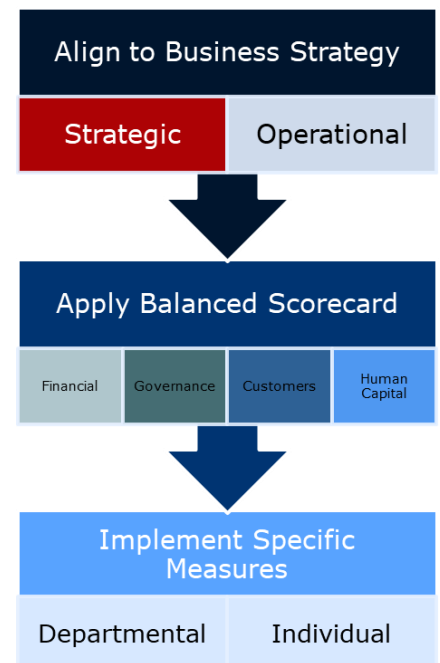 Align to Business Strategy
Strategic
Operational
Apply Balanced Scorecard
Financial
Governance
Customers
Human
Capital
Implement Specific
Measures
Departmental
Individual